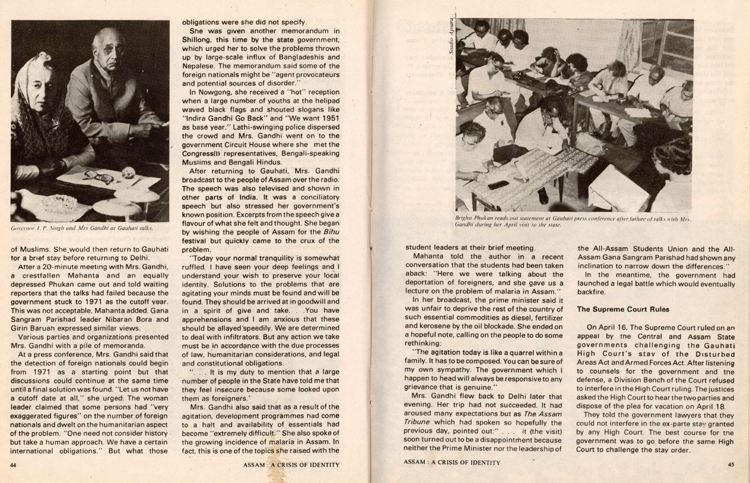 Governor L. P. Singh and Mrs Gandhi at Gauhati talks.
of Muslims. She would then return to Gauhati
for a brief stay before returning to Delhi.
After a 20-minute meeting with Mrs. Gandhi,
a crestfallen Mahanta and an equally
depressed Phukan came out and told waiting
reporters that the talks had failed because the
government stuck to 1971 as the cutoff year.
This was not acceptable, Mahanta added. Gana
Sangram Parishad leader Nibaran Bora and
Girin Baruah expressed similar views.
Various parties and organizations presented
Mrs. Gandhi with a pile of memoranda.
At a press conference, Mrs. Gandhi said that
the detection of foreign nationals could begin
from 1971 as a starting point but that
discussions could continue at the same time
until a final solution was found. "Let us not have
a cutoff date at all," she urged. The woman
leader claimed that some persons had "very
exaggerated figures" on the number of foreign
nationals and dwelt on the humanitarian aspect
of the problem. "One need not consider history
but take a human approach. We have a certain
international obligations." But what those
44
obligations were she did not specify.
She was given another memorandum in
Shillong, this time by the state government,
which urged her to solve the problems thrown
up by large-scale influx of Bangladeshis and
Nepalese. The memorandum said some of the
foreign nationals might be "agent provocateurs
and potential sources of disorder."
In Nowgong, she received a "hot" reception
when a large number of youths at the helipad
waved black flags and shouted slogans like
"Indira Gandhi Go Back" and "We want 1951
as base year." Lathi-swinging police dispersed
the crowd and Mrs. Gandhi went on to the
government Circuit House where she met the
Congress(I) representatives, Bengali-speaking
Muslims and Bengali Hindus.
After returning to Gauhati, Mrs. Gandhi
broadcast to the people of Assam over the radio.
The speech was also televised and shown in
other parts of India. It was a conciliatory
speech but also stressed her government's
known position. Excerpts from the speech give a
flavour of what she felt and thought. She began
by wishing the people of Assam for the Bihu
festival but quickly came to the crux of the
problem.
"Today your normal tranquility is somewhat
ruffled. I have seen your deep feelings and I
understand your wish to preserve your local
identity. Solutions to the problems that are
agitating your minds must be found and will be
found. They should be arrived at in goodwill and
in a spirit of give and take. . . You have
apprehensions and I am anxious that these
should be allayed speedily. We are determined
to deal with infiltrators. But any action we take
must be in accordance with the due processes
of law, humanitarian considerations, and legal
and constitutional obligations.
". . . It is my duty to mention that a large
number of people in the State have told me that
they feel insecure because some looked upon
them as foreigners."
Mrs. Gandhi also said that as a result of the
agitation, development programmes had come
to a halt and availability of essentials had
become "extremely difficult." She also spoke of
the growing incidence of malaria in Assam. In
fact, this is one of the topics she raised with the
ASSAM : A CRISIS OF IDENTITY
Studio Apsara
Brighu Phukan reads out statement at Gauhati press conference after failure of talks with Mrs.
Gandhi during her April visit to the state.
student leaders at their brief meeting.
Mahanta told the author in a recent
conversation that the students had been taken
aback: "Here we were talking about the
deportation of foreigners, and she gave us a
lecture on the problem of malaria in Assam."
In her broadcast, the prime minister said it
was unfair to deprive the rest of the country of
such essential commodities as diesel, fertilizer
and kerosene by the oil blockade. She ended on
a hopeful note, calling on the people to do some
rethinking:
"The agitation today is like a quarrel within a
family. It has to be composed. You can be sure of
my own sympathy. The government which I
happen to head will always be responsive to any
grievance that is genuine."
Mrs. Gandhi flew back to Delhi later that
evening. Her trip had not succeeded. It had
aroused many expectations but as The Assam
Tribune which had spoken so hopefully the
previous day, pointed out:" . . . it (the visit)
soon turned out to be a disappointment because
neither the Prime Minister nor the leadership of
ASSAM : A CRISIS OF IDENTITY
the All-Assam Students Union and the All-
Assam Gana Sangram Parishad had shown any
inclination to narrow down the differences."
In the meantime, the government had
launched a legal battle which would eventually
backfire.
The Supreme Court Rules
On April 16, The Supreme Court ruled on an
appeal by the Central and Assam State
governments challenging the Gauhati
High Court's stay of the Disturbed
Areas Act and Armed Forces Act. After listening
to counsels for the government and the
defense, a Division Bench of the Court refused
to interfere in the High Court ruling. The justices
asked the High Court to hear the two parties and
dispose of the plea for vacation on April 18.
They told the government lawyers that they
could not interfere in the ex-parte stay granted
by any High Court. The best course for the
government was to go before the same High
Court to challenge the stay order.
45